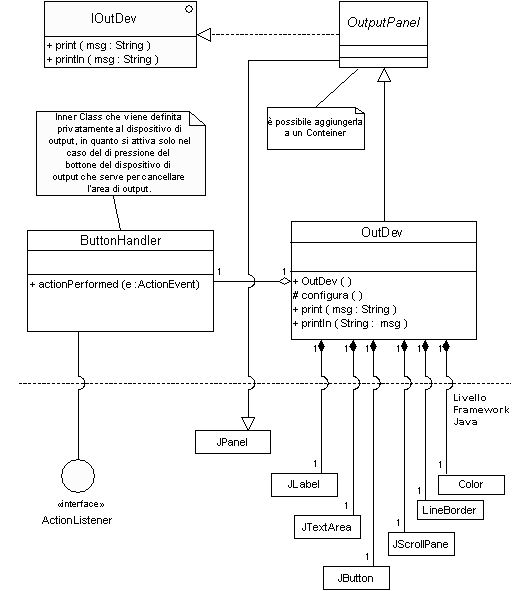 IOutDev
+ print ( msg : String )
+ println ( msg : String )
OutputPanel
Inner Class che viene definita
privatamente al dispositivo di
output, in quanto si attiva solo nel
caso del di pressione del
bottone del dispositivo di
output che serve per cancellare
l'area di output.
è possibile aggiungerla
a un Conteiner
ButtonHandler
+ actionPerformed (e :ActionEvent)
1
1
OutDev
+ OutDev ( )
# configura ( )
+ print ( msg : String )
+ println ( String : msg )
1
1
1
1
1
1
Livello
Framework
Java
JPanel
1
JLabel
1
JTextArea
1
JButton
1
JScrollPane
1
LineBorder
1
Color
«interface»
ActionListener